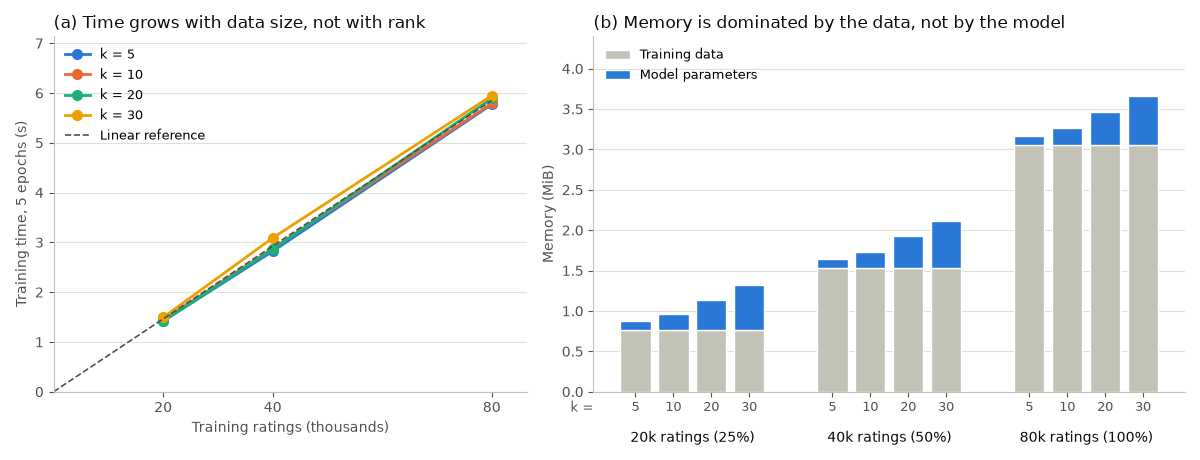 (a) Time grows with data size, not with rank
7
6
5
4
3
2
1
0
Training time, 5 epochs (s)
k = 5
k = 10
k = 20
k = 30
Linear reference
20 40 80
Training ratings (thousands)
(b) Memory is dominated by the data, not by the model
4.0
3.5
3.0
2.5
2.0
1.5
1.0
0.5
0.0
Memory (MiB)
Training data
Model parameters
k = 5 10 20 30 5 10 20 30 5 10 20 30
20k ratings (25%) 40k ratings (50%) 80k ratings (100%)